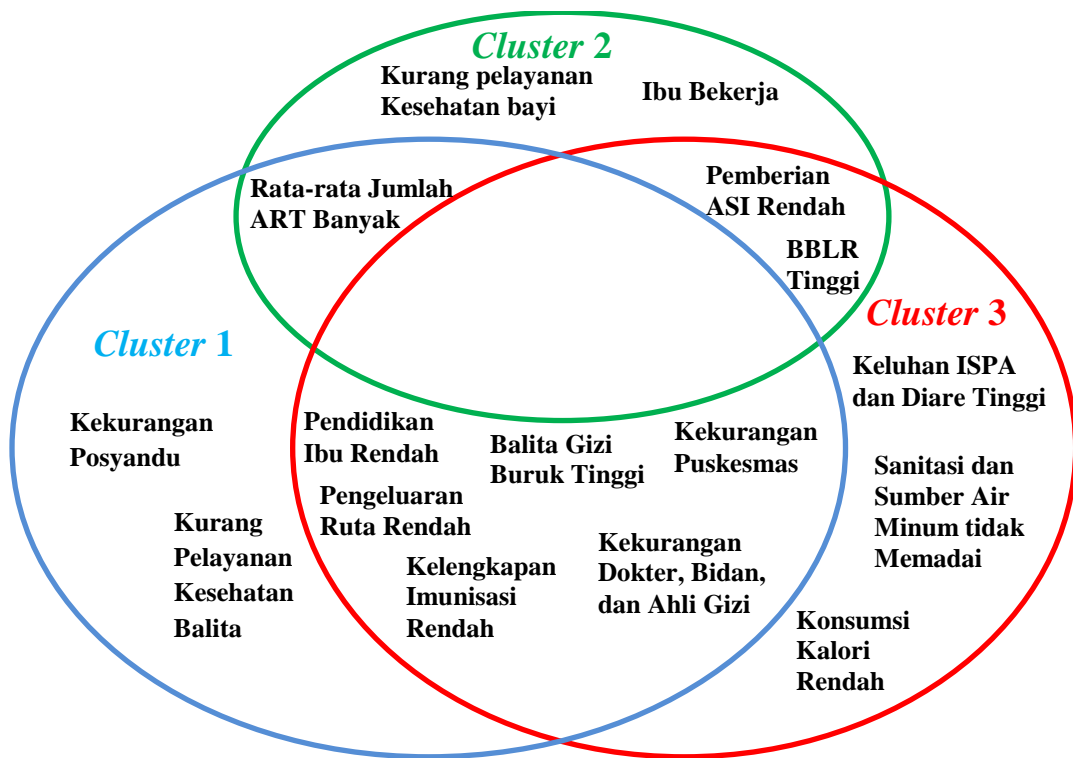 Cluster 2
Kurang pelayanan
Kesehatan bayi
Ibu Bekerja
Rata-rata Jumlah
ART Banyak
Pemberian
ASI Rendah
BBLR
Tinggi
Cluster 1
Cluster 3
Keluhan ISPA
dan Diare Tinggi
Kekurangan
Posyandu
Pendidikan
Ibu Rendah
Balita Gizi
Buruk Tinggi
Kekurangan
Puskesmas
Sanitasi dan
Sumber Air
Minum tidak
Memadai
Kurang
Pelayanan
Kesehatan
Balita
Pengeluaran
Ruta Rendah
Kelengkapan
Imunisasi
Rendah
Kekurangan
Dokter, Bidan,
dan Ahli Gizi
Konsumsi
Kalori
Rendah